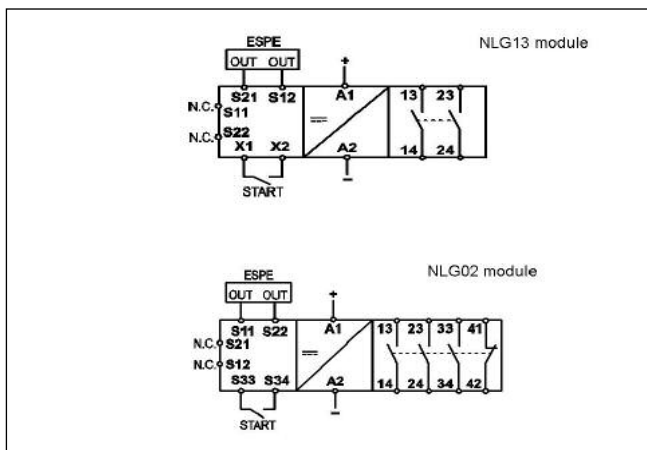 NLG13 module
ESPE
OUT OUT
S21 S12 A1 + 13 23
N.C. S11
N.C. S22
X1 X2 A2 14 24
−
START
NLG02 module
ESPE
OUT OUT
+
S11 S22 A1 13 23 33 41
N.C. S21
N.C. S12
S33 S34 A2 14 24 34 42
−
START